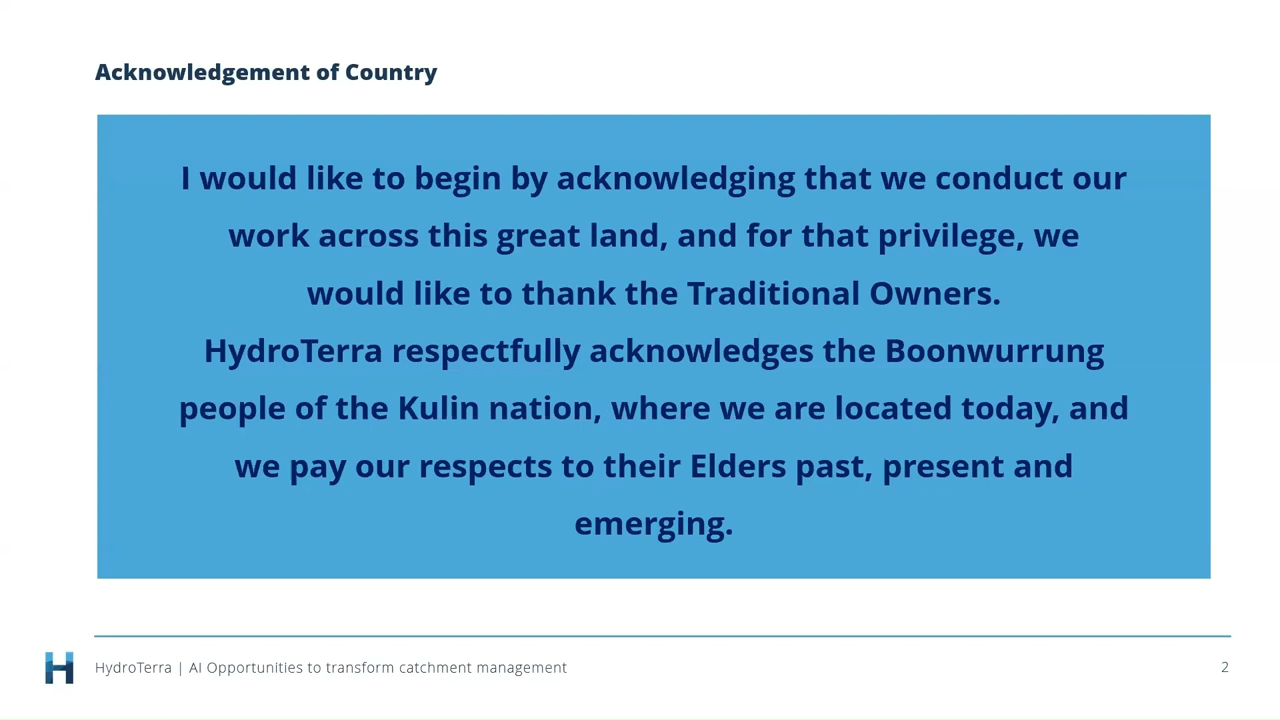 Acknowledgement of Country
I would like to begin by acknowledging that we conduct our
work across this great land, and for that privilege, we
would like to thank the Traditional Owners.
HydroTerra respectfully acknowledges the Boonwurrung
people of the Kulin nation, where we are located today, and
we pay our respects to their Elders past, present and
emerging.
HydroTerra | AI Opportunities to transform catchment management
2